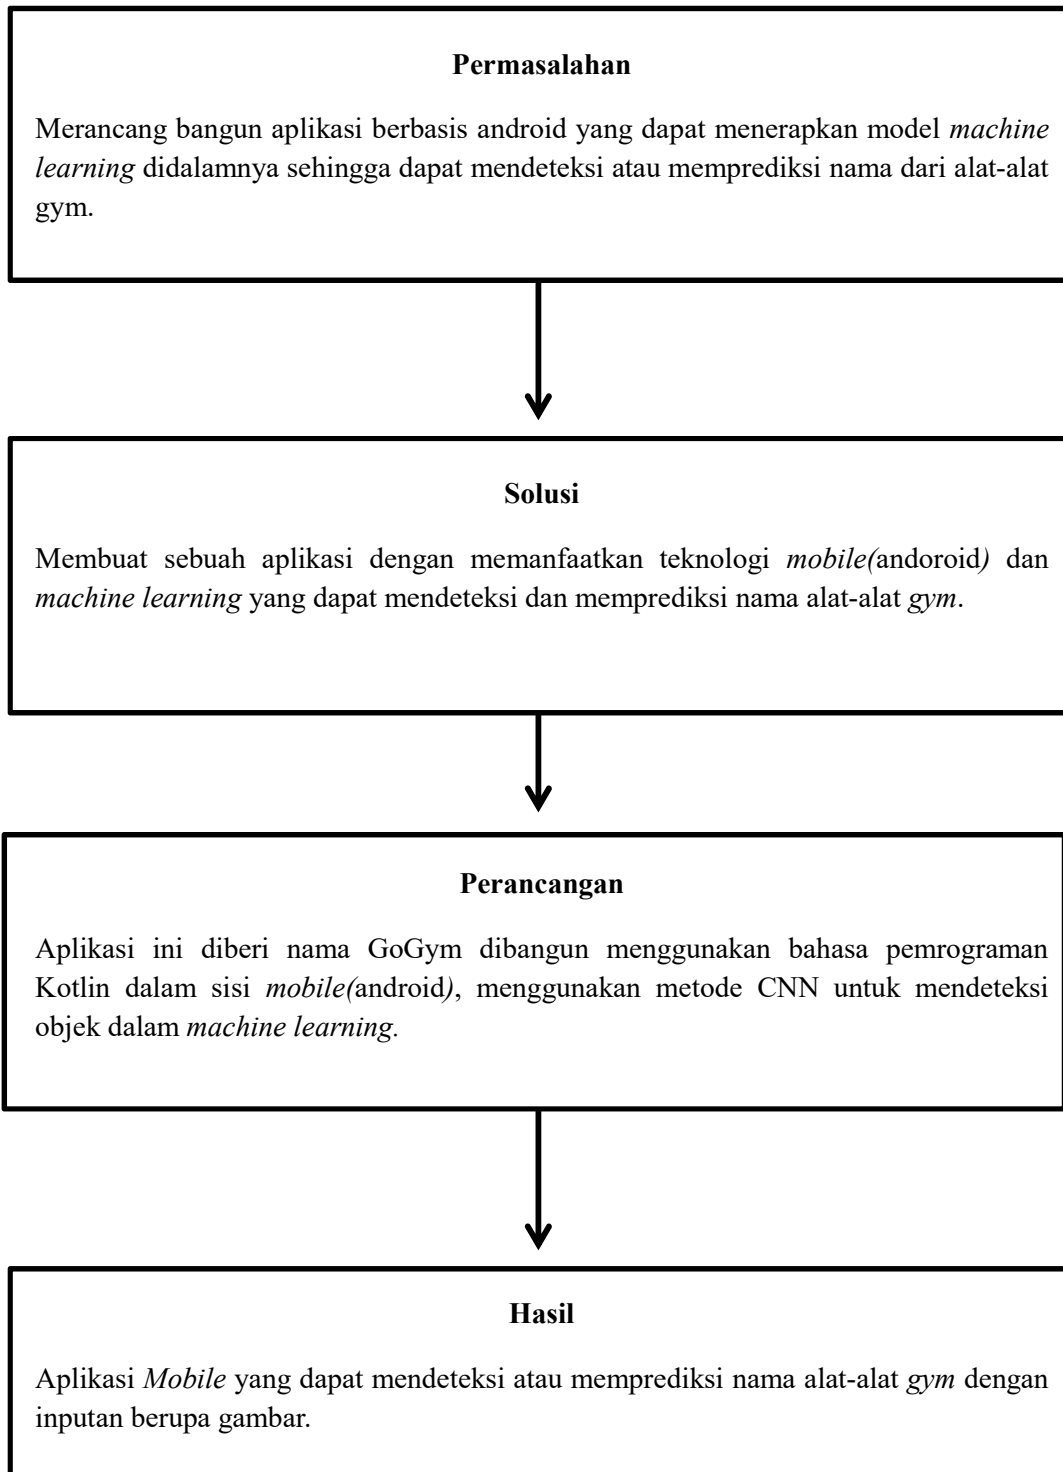 Permasalahan
Merancang bangun aplikasi berbasis android yang dapat menerapkan model machine
learning didalamnya sehingga dapat mendeteksi atau memprediksi nama dari alat-alat
gym.
Solusi
Membuat sebuah aplikasi dengan memanfaatkan teknologi mobile(andoroid) dan
machine learning yang dapat mendeteksi dan memprediksi nama alat-alat gym.
Perancangan
Aplikasi ini diberi nama GoGym dibangun menggunakan bahasa pemrograman
Kotlin dalam sisi mobile(android), menggunakan metode CNN untuk mendeteksi
objek dalam machine learning.
Hasil
Aplikasi Mobile yang dapat mendeteksi atau memprediksi nama alat-alat gym dengan
inputan berupa gambar.